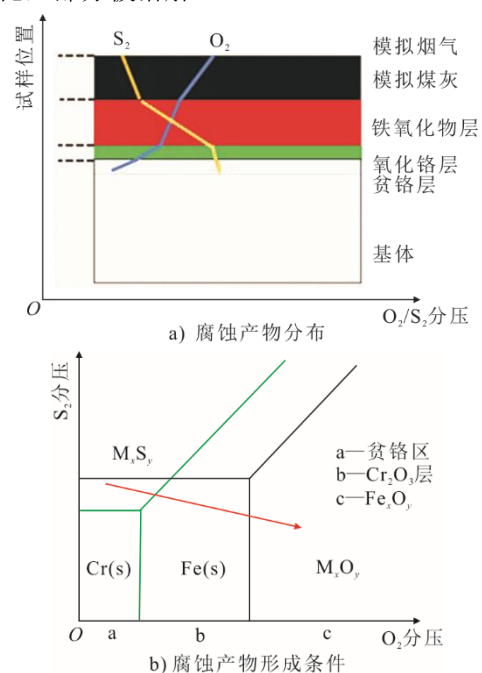 S₂
O₂
模拟烟气
模拟煤灰
铁氧化物层
氧化铬层
贫铬层
基体
试样位置
O
O₂/S₂分压
a) 腐蚀产物分布
S₂分压
MₓSᵧ
a—贫铬区
b—Cr₂O₃层
c—FeₓOᵧ
Cr(s)
Fe(s)
MₓOᵧ
O
a
b
c
O₂分压
b) 腐蚀产物形成条件